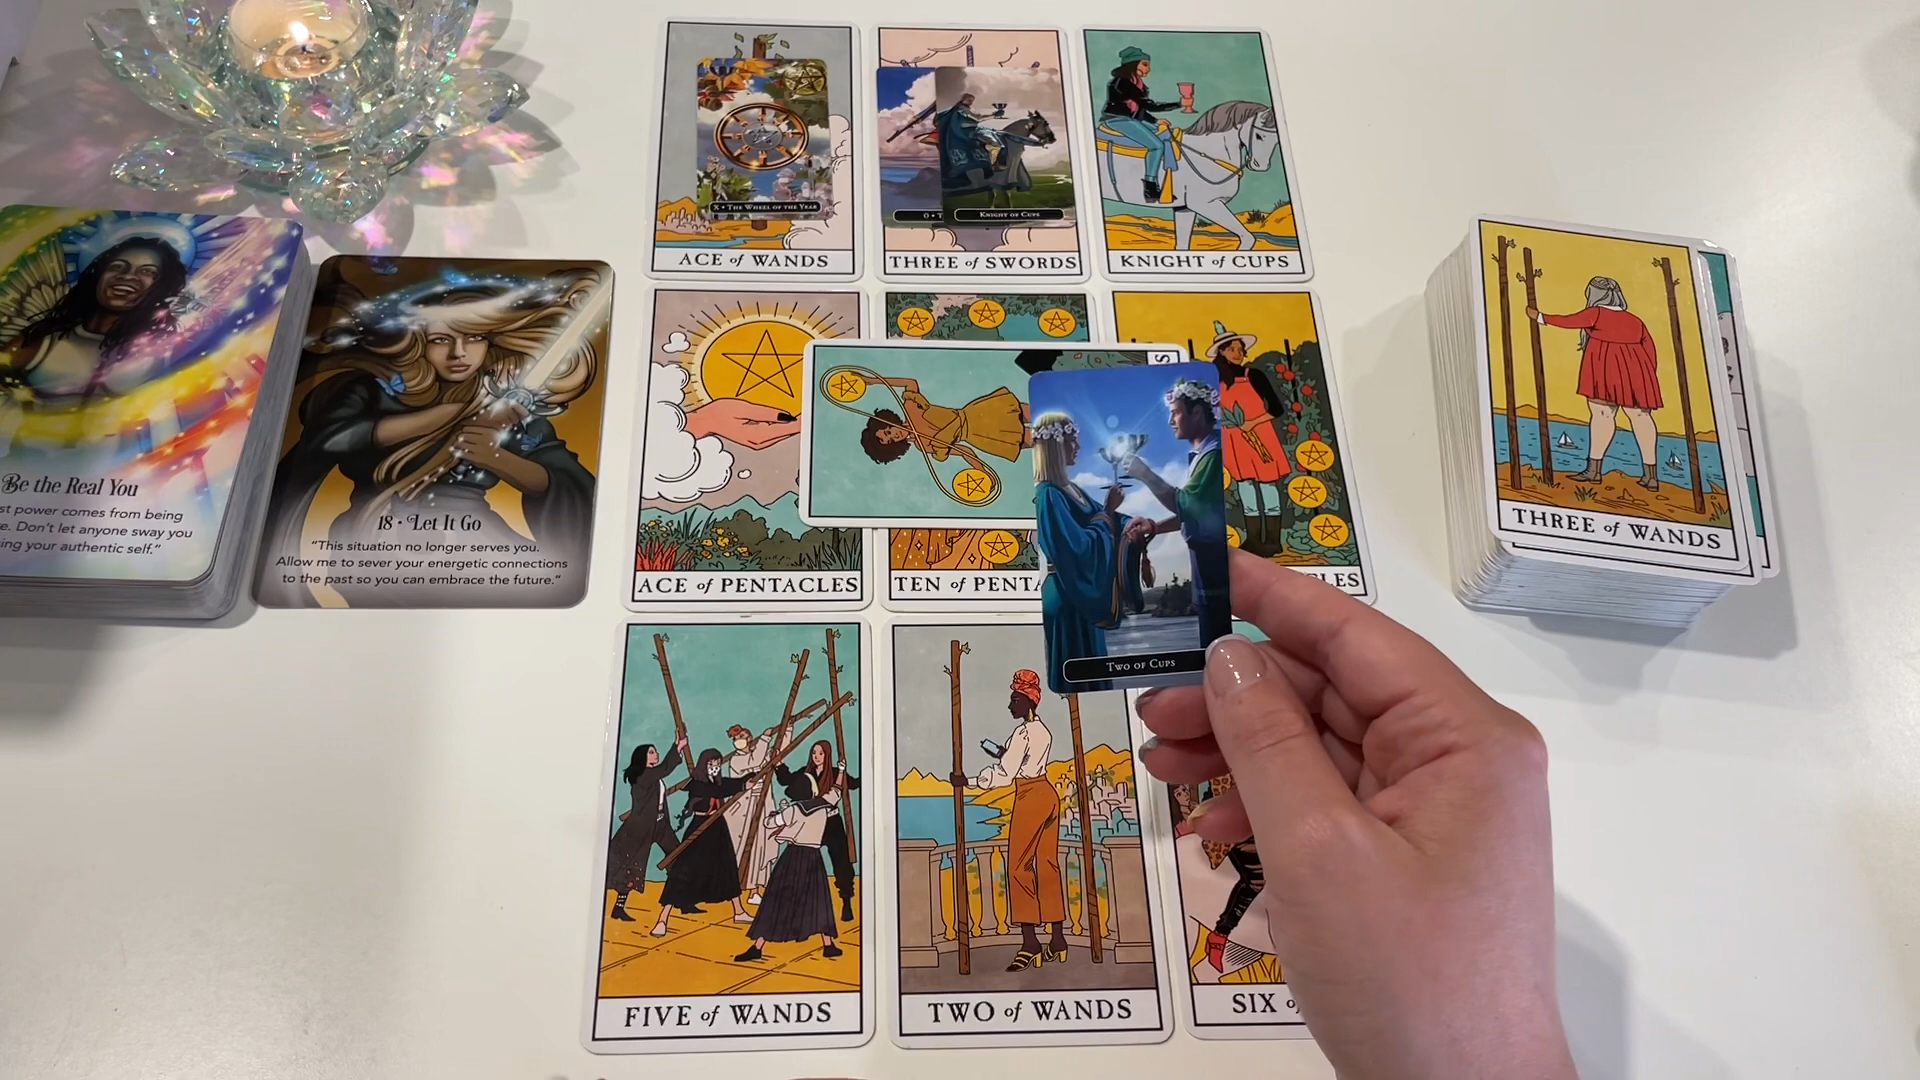 X • The Wheel of the Year
ACE of WANDS
0 • T
Knight of Cups
THREE of SWORDS
KNIGHT of CUPS
Be the Real You
st power comes from being
e. Don't let anyone sway you
ing your authentic self."
18 • Let It Go
"This situation no longer serves you.
Allow me to sever your energetic connections
to the past so you can embrace the future."
ACE of PENTACLES
TEN of PENTA
CLES
Two of Cups
THREE of WANDS
FIVE of WANDS
TWO of WANDS
SIX of